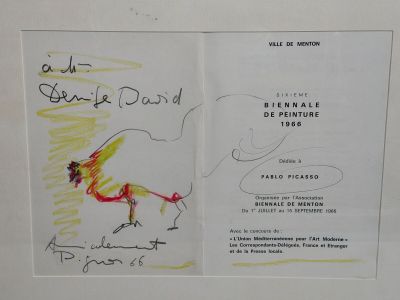 à
Denise David
Amicalement
Pignon 66
VILLE DE MENTON
SIXIEME
BIENNALE
DE PEINTURE
1966
Dédiée à
PABLO PICASSO
Organisée par l'Association
BIENNALE DE MENTON
Du 1er JUILLET au 15 SEPTEMBRE 1966
Avec le concours de :
« L'Union Méditerranéenne pour l'Art Moderne »
Les Correspondants-Délégués, France et Etranger
et de la Presse locale.